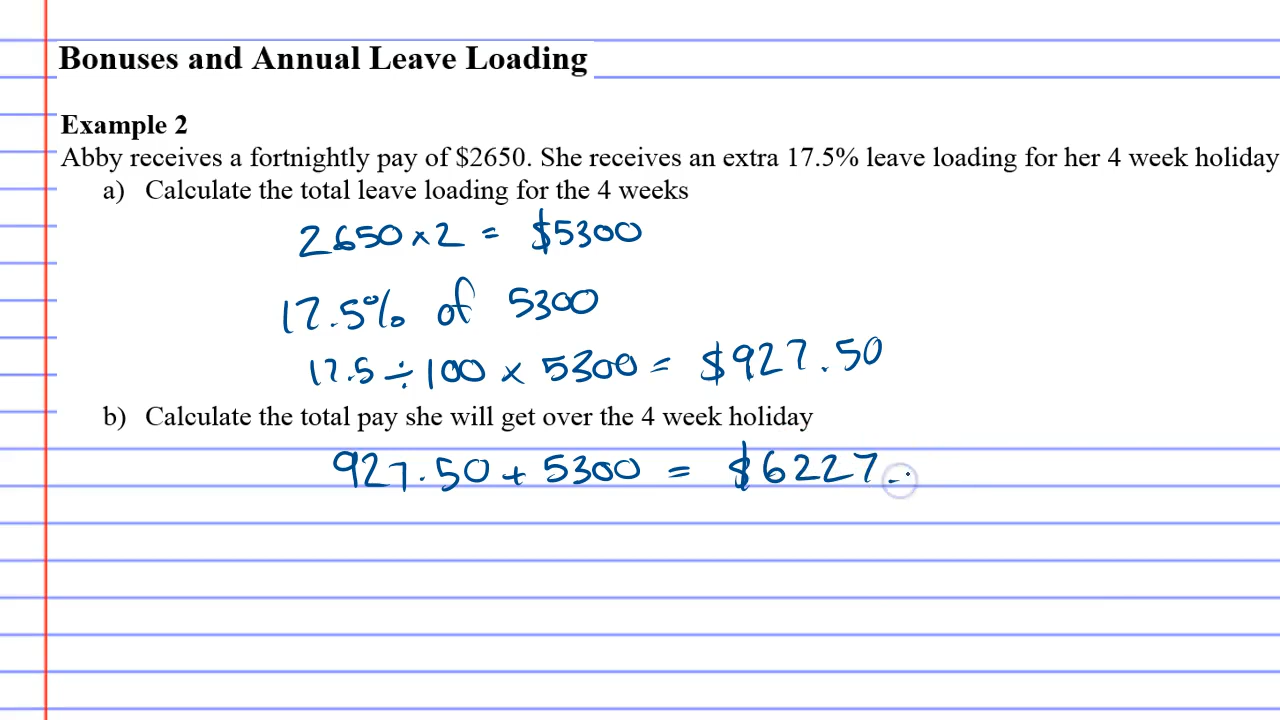 Bonuses and Annual Leave Loading
Example 2
Abby receives a fortnightly pay of $2650. She receives an extra 17.5% leave loading for her 4 week holiday
a) Calculate the total leave loading for the 4 weeks
2650 × 2 = $5300
17.5% of 5300
17.5 ÷ 100 × 5300 = $927.50
b) Calculate the total pay she will get over the 4 week holiday
927.50 + 5300 = $6227.